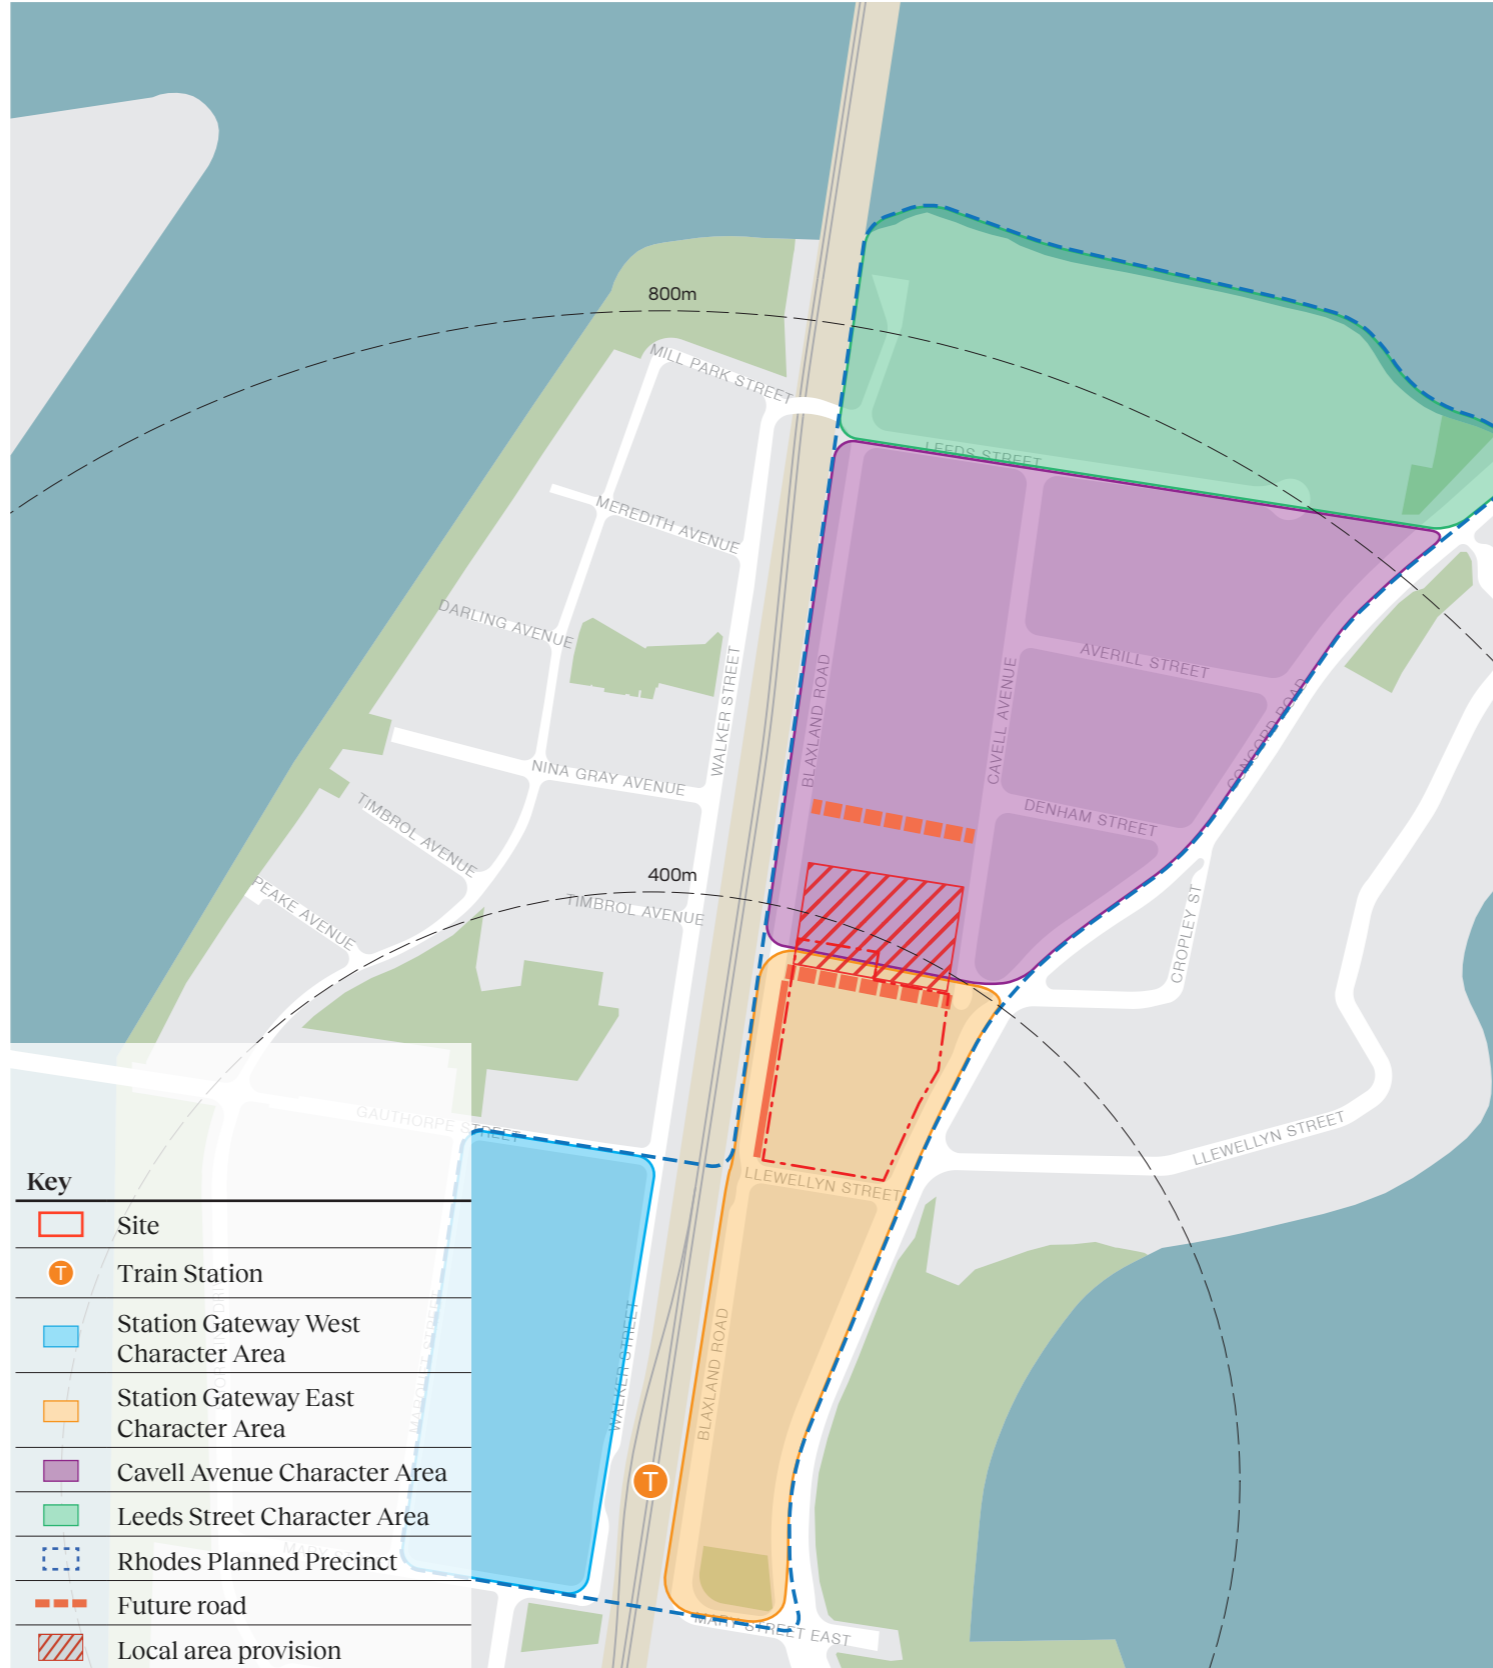 800m
MILL PARK STREET
LEEDS STREET
MEREDITH AVENUE
DARLING AVENUE
WALKER STREET
BLAXLAND ROAD
CAVELL AVENUE
AVERILL STREET
CONCORD ROAD
NINA GRAY AVENUE
TIMBROL AVENUE
DENHAM STREET
400m
PEAKE AVENUE
TIMBROL AVENUE
CROPLEY ST
GAUTHORPE STREET
LLEWELLYN STREET
LLEWELLYN STREET
WALKER STREET
BLAXLAND ROAD
T
MARY STREET EAST
Key
Site
T Train Station
Station Gateway West
Character Area
Station Gateway East
Character Area
Cavell Avenue Character Area
Leeds Street Character Area
Rhodes Planned Precinct
Future road
Local area provision